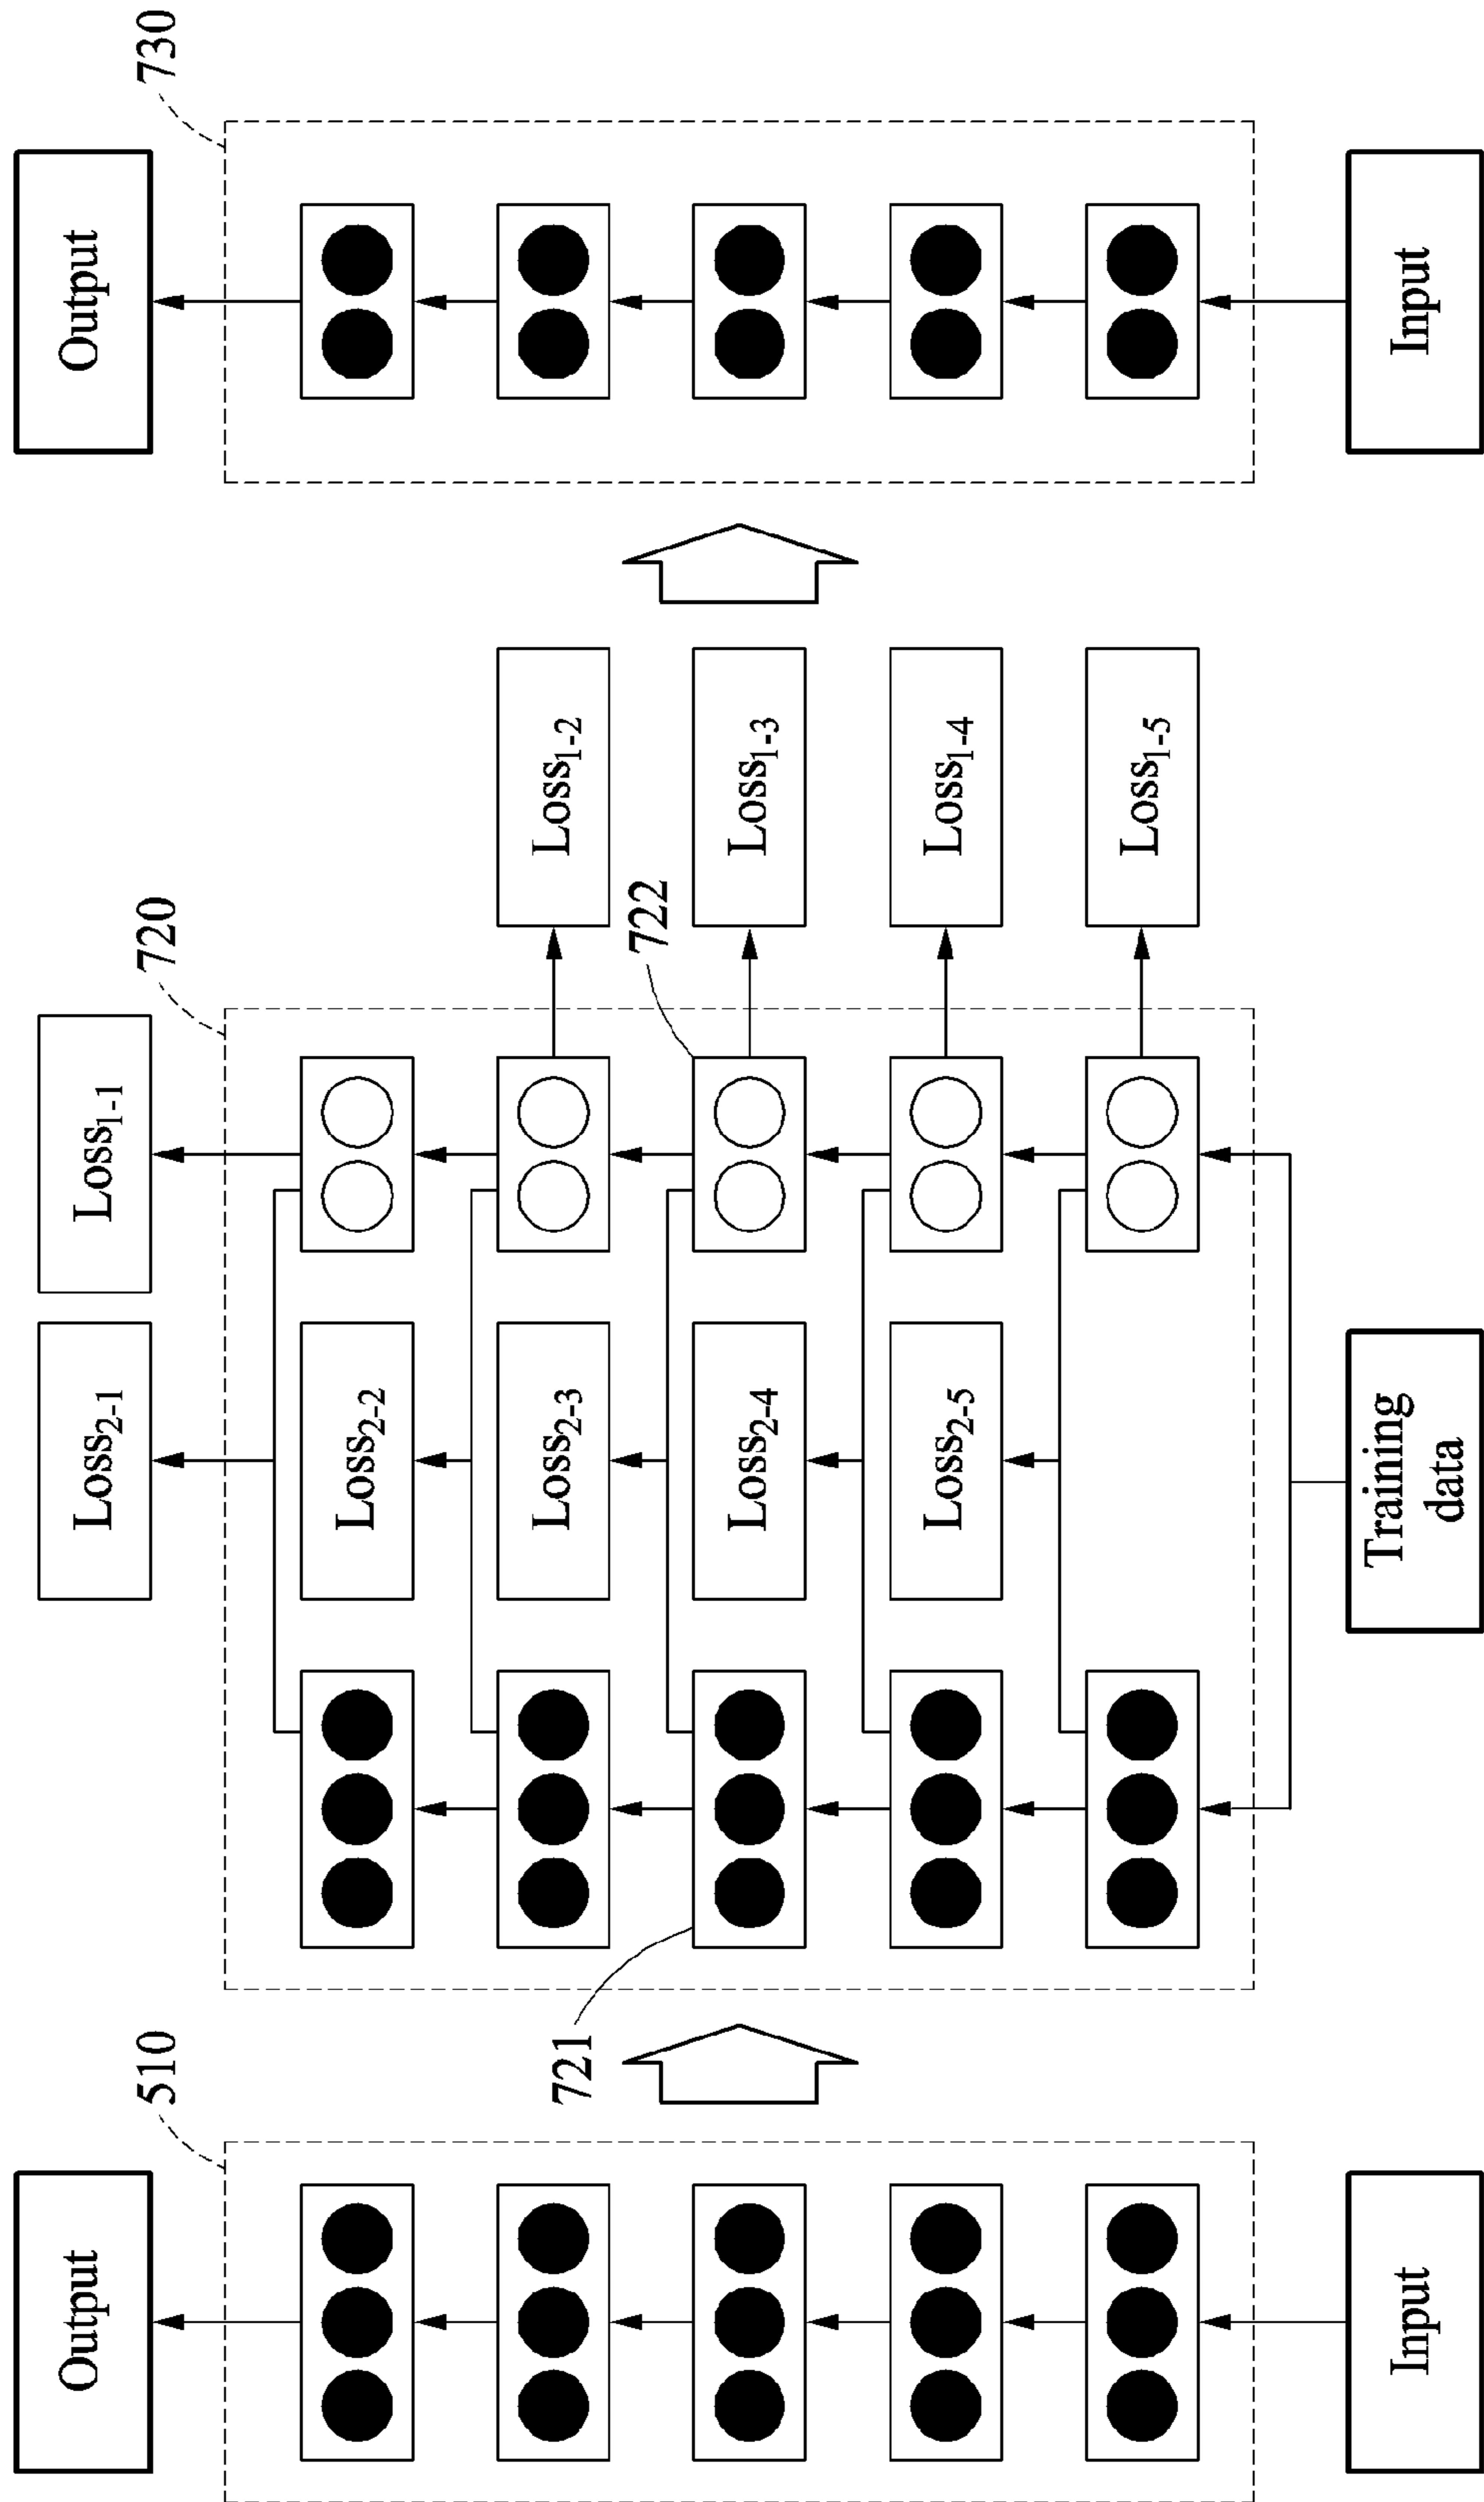 510
Output
Input
720
Loss2-1
Loss1-1
Loss2-2
Loss2-3
Loss2-4
Loss2-5
Loss1-2
Loss1-3
Loss1-4
Loss1-5
721
722
Training
data
730
Output
Input